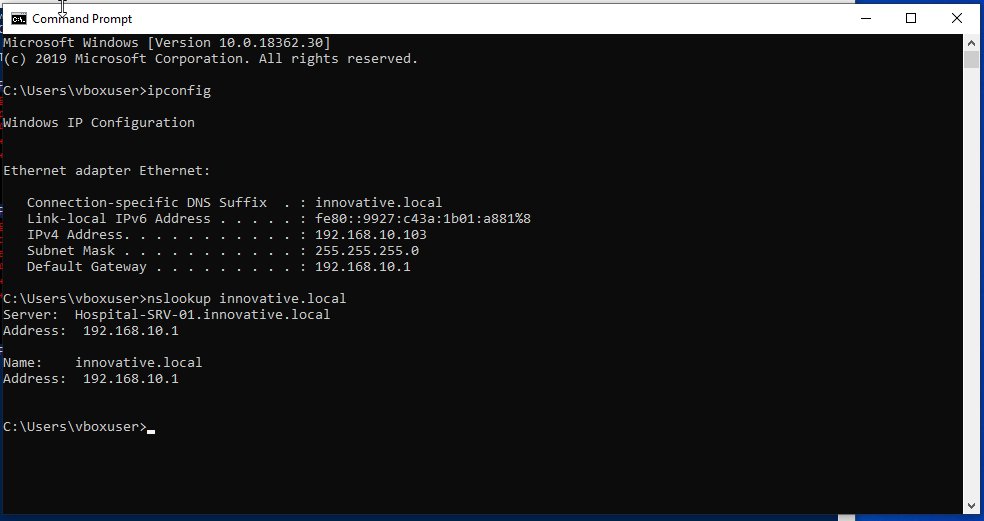 Command Prompt
Microsoft Windows [Version 10.0.18362.30]
(c) 2019 Microsoft Corporation. All rights reserved.
C:\Users\vboxuser>ipconfig
Windows IP Configuration
Ethernet adapter Ethernet:
Connection-specific DNS Suffix  . : innovative.local
Link-local IPv6 Address . . . . . : fe80::9927:c43a:1b01:a881%8
IPv4 Address. . . . . . . . . . . : 192.168.10.103
Subnet Mask . . . . . . . . . . . : 255.255.255.0
Default Gateway . . . . . . . . . : 192.168.10.1
C:\Users\vboxuser>nslookup innovative.local
Server:  Hospital-SRV-01.innovative.local
Address:  192.168.10.1
Name:    innovative.local
Address:  192.168.10.1
C:\Users\vboxuser>